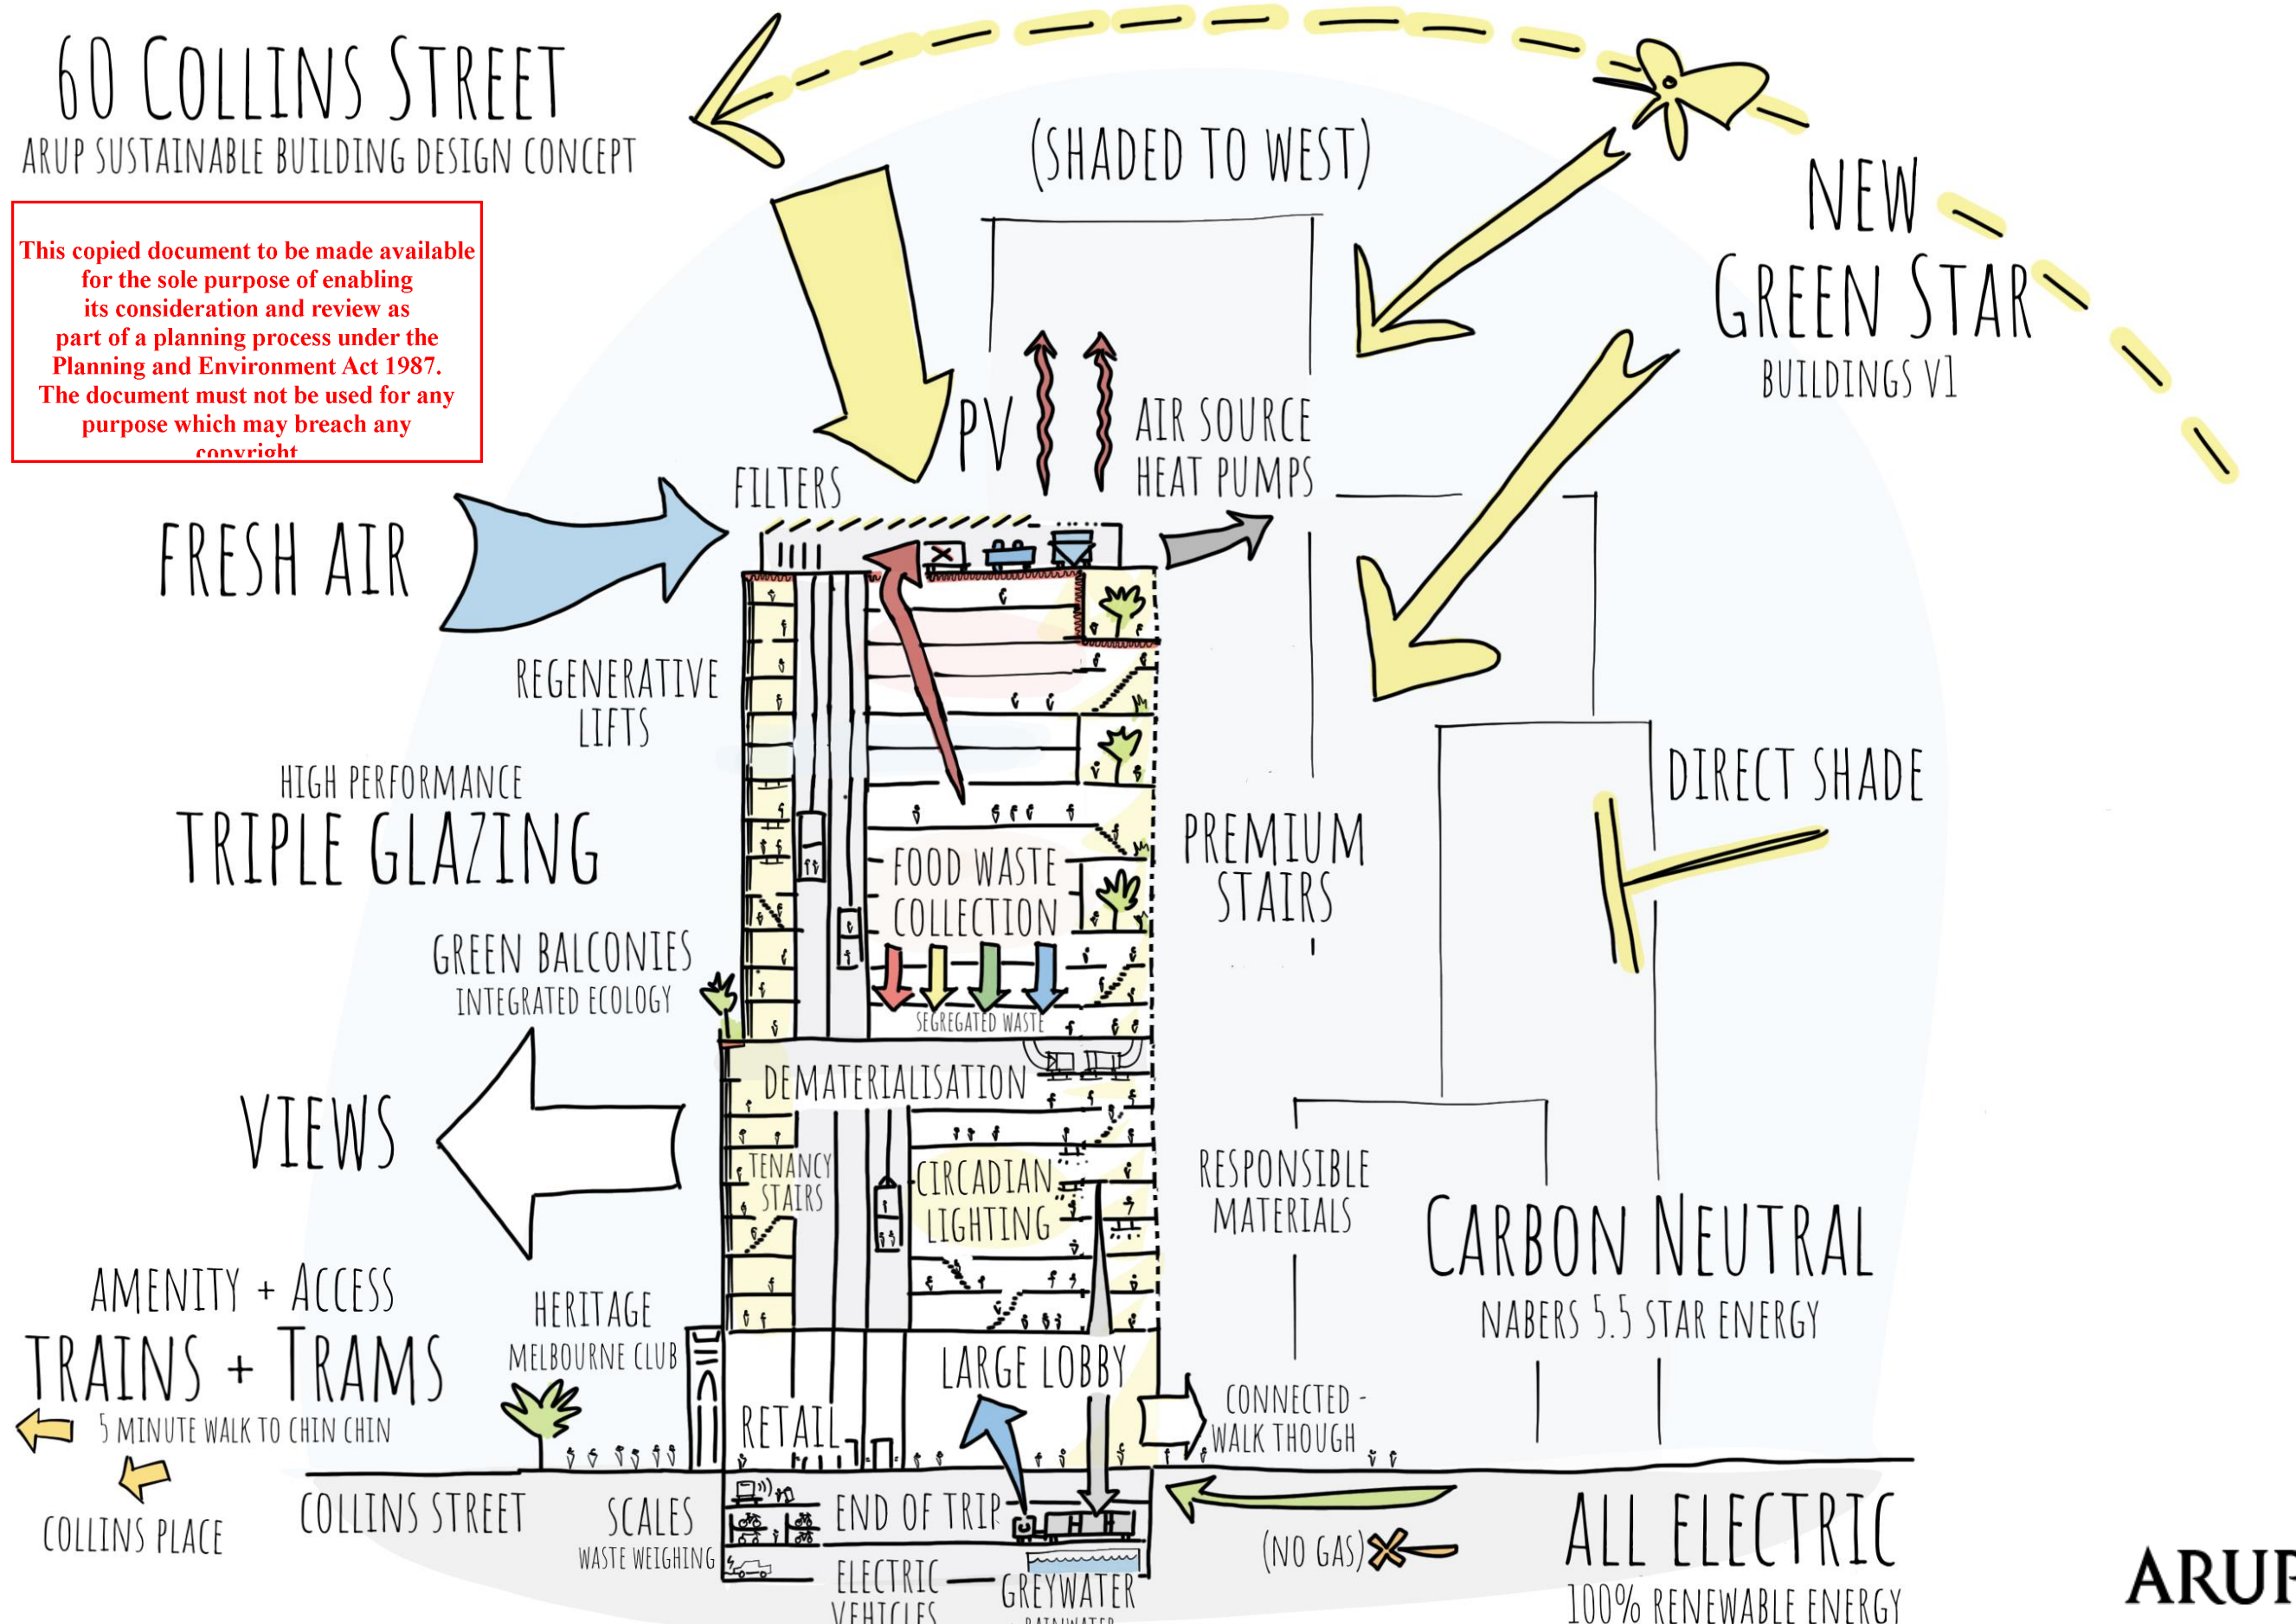 60 COLLINS STREET
ARUP SUSTAINABLE BUILDING DESIGN CONCEPT
This copied document to be made available
for the sole purpose of enabling
its consideration and review as
part of a planning process under the
Planning and Environment Act 1987.
The document must not be used for any
purpose which may breach any
copyright
(SHADED TO WEST)
NEW
GREEN STAR
BUILDINGS V1
PV
AIR SOURCE
HEAT PUMPS
FILTERS
FRESH AIR
REGENERATIVE
LIFTS
HIGH PERFORMANCE
TRIPLE GLAZING
DIRECT SHADE
PREMIUM
STAIRS
FOOD WASTE
COLLECTION
GREEN BALCONIES
INTEGRATED ECOLOGY
SEGREGATED WASTE
DEMATERIALISATION
VIEWS
TENANCY
STAIRS
CIRCADIAN
LIGHTING
RESPONSIBLE
MATERIALS
CARBON NEUTRAL
NABERS 5.5 STAR ENERGY
AMENITY + ACCESS
TRAINS + TRAMS
5 MINUTE WALK TO CHIN CHIN
HERITAGE
MELBOURNE CLUB
LARGE LOBBY
RETAIL
CONNECTED -
WALK THOUGH
COLLINS PLACE
COLLINS STREET
SCALES
WASTE WEIGHING
END OF TRIP
ELECTRIC
VEHICLES
GREYWATER
RAINWATER
(NO GAS)
ALL ELECTRIC
100% RENEWABLE ENERGY
ARUP